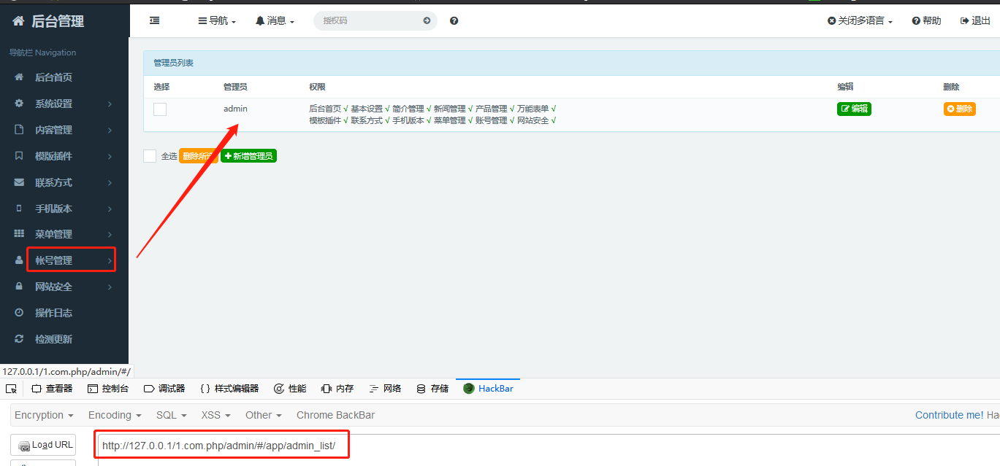 后台管理
导航 消息 授权码 关闭多语言 帮助 退出
导航栏 Navigation
后台首页
系统设置
内容管理
模版插件
联系方式
手机版本
菜单管理
帐号管理
网站安全
操作日志
检测更新
管理员列表
选择 管理员 权限 编辑 删除
admin 后台首页 √ 基本设置 √ 简介管理 √ 新闻管理 √ 产品管理 √ 万能表单 √ 编辑 删除
模板插件 √ 联系方式 √ 手机版本 √ 菜单管理 √ 账号管理 √ 网站安全 √
全选 删除所 新增管理员
127.0.0.1/1.com.php/admin/#/
查看器 控制台 调试器 样式编辑器 性能 内存 网络 存储 HackBar
Encryption Encoding SQL XSS Other Chrome BackBar Contribute me! Ha
Load URL http://127.0.0.1/1.com.php/admin/#/app/admin_list/